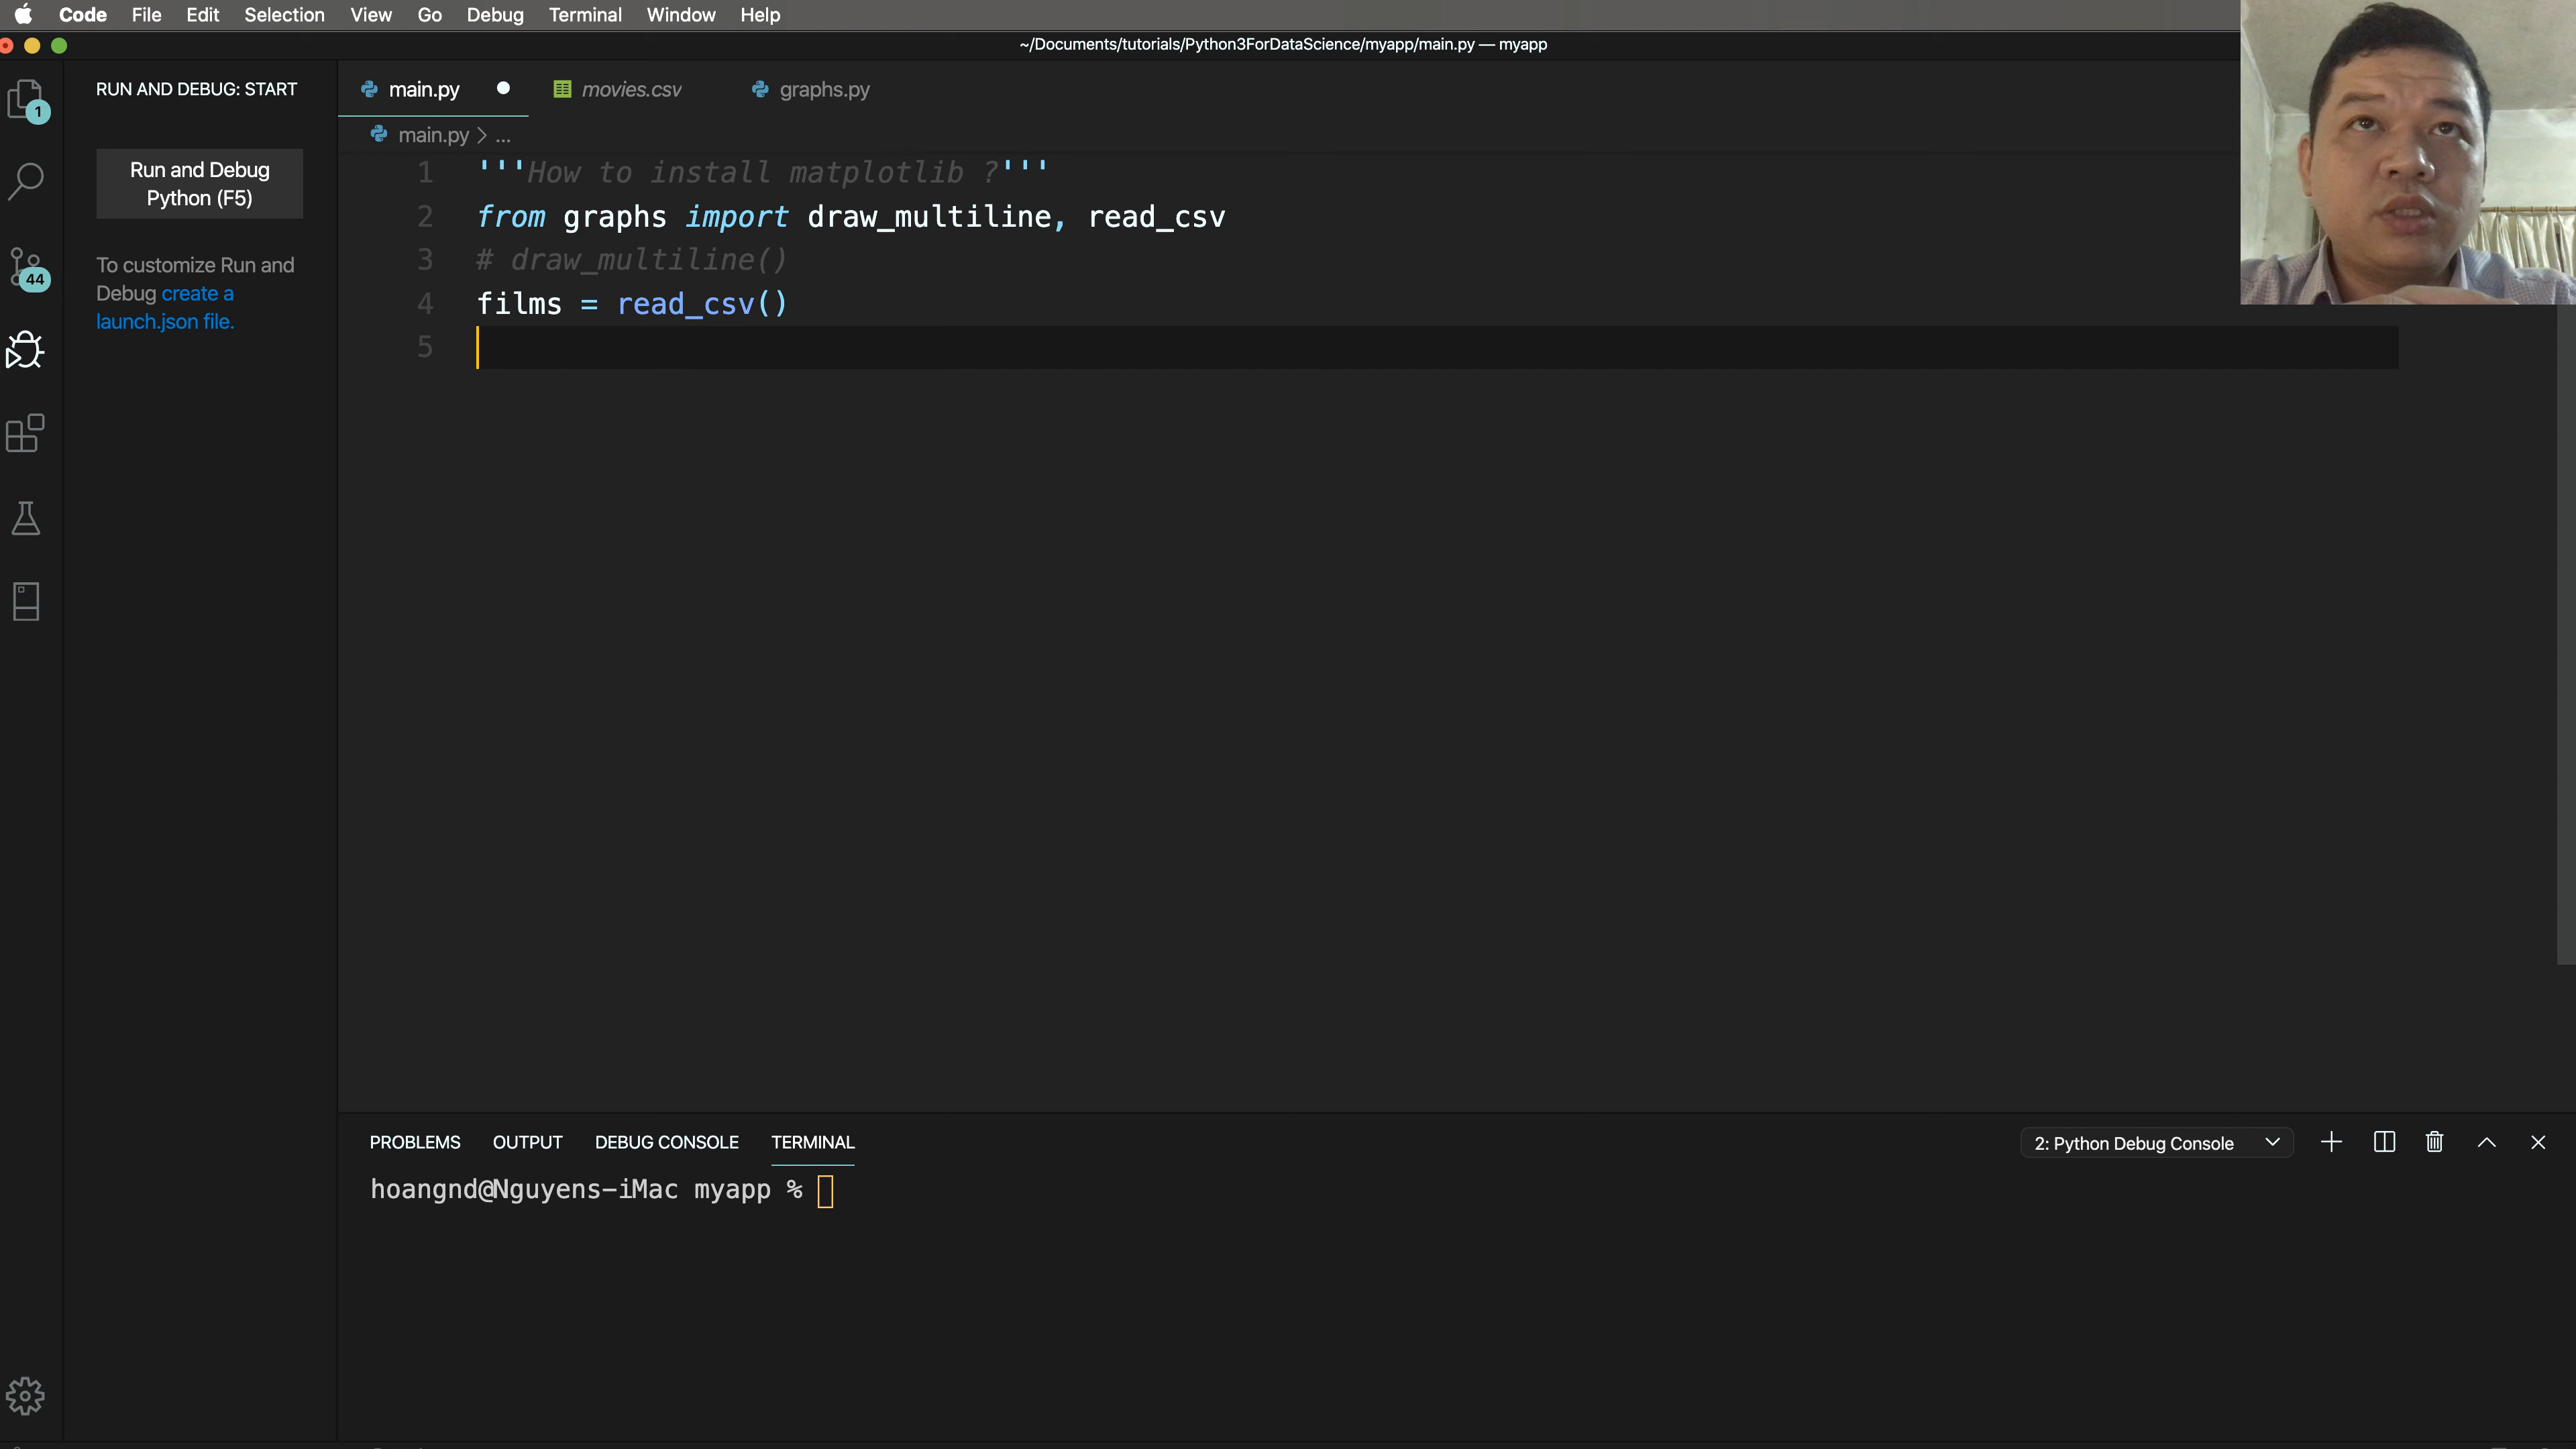 Code File Edit Selection View Go Debug Terminal Window Help
~/Documents/tutorials/Python3ForDataScience/myapp/main.py — myapp
RUN AND DEBUG: START
main.py
movies.csv
graphs.py
main.py > ...
1
44
Run and Debug
Python (F5)
To customize Run and
Debug create a
launch.json file.
1 '''How to install matplotlib ?'''
2 from graphs import draw_multiline, read_csv
3 # draw_multiline()
4 films = read_csv()
5
PROBLEMS OUTPUT DEBUG CONSOLE TERMINAL
2: Python Debug Console
hoangnd@Nguyens-iMac myapp %